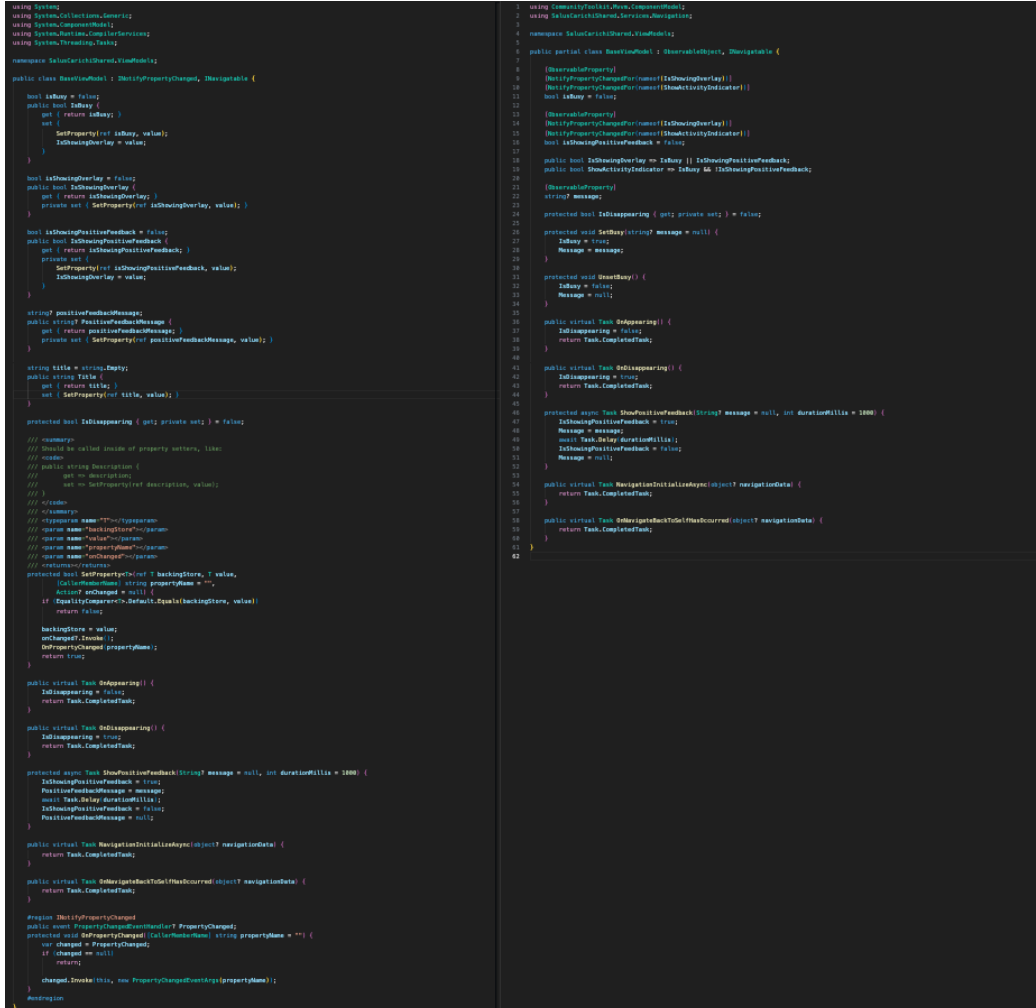 using System;
using System.Collections.Generic;
using System.ComponentModel;
using System.Runtime.CompilerServices;
using System.Threading.Tasks;

namespace SalusCarichiShared.ViewModels;

public class BaseViewModel : INotifyPropertyChanged, INavigatable {

    bool isBusy = false;
    public bool IsBusy {
        get { return isBusy; }
        set {
            SetProperty(ref isBusy, value);
            IsShowingOverlay = value;
        }
    }

    bool isShowingOverlay = false;
    public bool IsShowingOverlay {
        get { return isShowingOverlay; }
        private set { SetProperty(ref isShowingOverlay, value); }
    }

    bool isShowingPositiveFeedback = false;
    public bool IsShowingPositiveFeedback {
        get { return isShowingPositiveFeedback; }
        private set {
            SetProperty(ref isShowingPositiveFeedback, value);
            IsShowingOverlay = value;
        }
    }

    string? positiveFeedbackMessage;
    public string? PositiveFeedbackMessage {
        get { return positiveFeedbackMessage; }
        private set { SetProperty(ref positiveFeedbackMessage, value); }
    }

    string title = string.Empty;
    public string Title {
        get { return title; }
        set { SetProperty(ref title, value); }
    }

    protected bool IsDisappearing { get; private set; } = false;

    /// <summary>
    /// Should be called inside of property setters, like:
    /// <code>
    /// public string Description {
    ///     get => description;
    ///     set => SetProperty(ref description, value);
    /// }
    /// </code>
    /// </summary>
    /// <typeparam name="T"></typeparam>
    /// <param name="backingStore"></param>
    /// <param name="value"></param>
    /// <param name="propertyName"></param>
    /// <param name="onChanged"></param>
    /// <returns></returns>
    protected bool SetProperty<T>(ref T backingStore, T value,
            [CallerMemberName] string propertyName = "",
            Action? onChanged = null) {
        if (EqualityComparer<T>.Default.Equals(backingStore, value))
            return false;

        backingStore = value;
        onChanged?.Invoke();
        OnPropertyChanged(propertyName);
        return true;
    }

    public virtual Task OnAppearing() {
        IsDisappearing = false;
        return Task.CompletedTask;
    }

    public virtual Task OnDisappearing() {
        IsDisappearing = true;
        return Task.CompletedTask;
    }

    protected async Task ShowPositiveFeedback(String? message = null, int durationMillis = 1800) {
        IsShowingPositiveFeedback = true;
        PositiveFeedbackMessage = message;
        await Task.Delay(durationMillis);
        IsShowingPositiveFeedback = false;
        PositiveFeedbackMessage = null;
    }

    public virtual Task NavigationInitializeAsync(object? navigationData) {
        return Task.CompletedTask;
    }

    public virtual Task OnNavigateBackToSelfHasOccurred(object? navigationData) {
        return Task.CompletedTask;
    }

    #region INotifyPropertyChanged
    public event PropertyChangedEventHandler? PropertyChanged;
    protected void OnPropertyChanged([CallerMemberName] string propertyName = "") {
        var changed = PropertyChanged;
        if (changed == null)
            return;

        changed.Invoke(this, new PropertyChangedEventArgs(propertyName));
    }
    #endregion
}
1 using CommunityToolkit.Mvvm.ComponentModel;
2 using SalusCarichiShared.Services.Navigation;
3
4 namespace SalusCarichiShared.ViewModels;
5
6 public partial class BaseViewModel : ObservableObject, INavigatable {
7
8     [ObservableProperty]
9     [NotifyPropertyChangedFor(nameof(IsShowingOverlay))]
10     [NotifyPropertyChangedFor(nameof(ShowActivityIndicator))]
11     bool isBusy = false;
12
13     [ObservableProperty]
14     [NotifyPropertyChangedFor(nameof(IsShowingOverlay))]
15     [NotifyPropertyChangedFor(nameof(ShowActivityIndicator))]
16     bool isShowingPositiveFeedback = false;
17
18     public bool IsShowingOverlay => IsBusy || IsShowingPositiveFeedback;
19     public bool ShowActivityIndicator => IsBusy && !IsShowingPositiveFeedback;
20
21     [ObservableProperty]
22     string? message;
23
24     protected bool IsDisappearing { get; private set; } = false;
25
26     protected void SetBusy(string? message = null) {
27         IsBusy = true;
28         Message = message;
29     }
30
31     protected void UnsetBusy() {
32         IsBusy = false;
33         Message = null;
34     }
35
36     public virtual Task OnAppearing() {
37         IsDisappearing = false;
38         return Task.CompletedTask;
39     }
40
41     public virtual Task OnDisappearing() {
42         IsDisappearing = true;
43         return Task.CompletedTask;
44     }
45
46     protected async Task ShowPositiveFeedback(String? message = null, int durationMillis = 1800) {
47         IsShowingPositiveFeedback = true;
48         Message = message;
49         await Task.Delay(durationMillis);
50         IsShowingPositiveFeedback = false;
51         Message = null;
52     }
53
54     public virtual Task NavigationInitializeAsync(object? navigationData) {
55         return Task.CompletedTask;
56     }
57
58     public virtual Task OnNavigateBackToSelfHasOccurred(object? navigationData) {
59         return Task.CompletedTask;
60     }
61 }
62